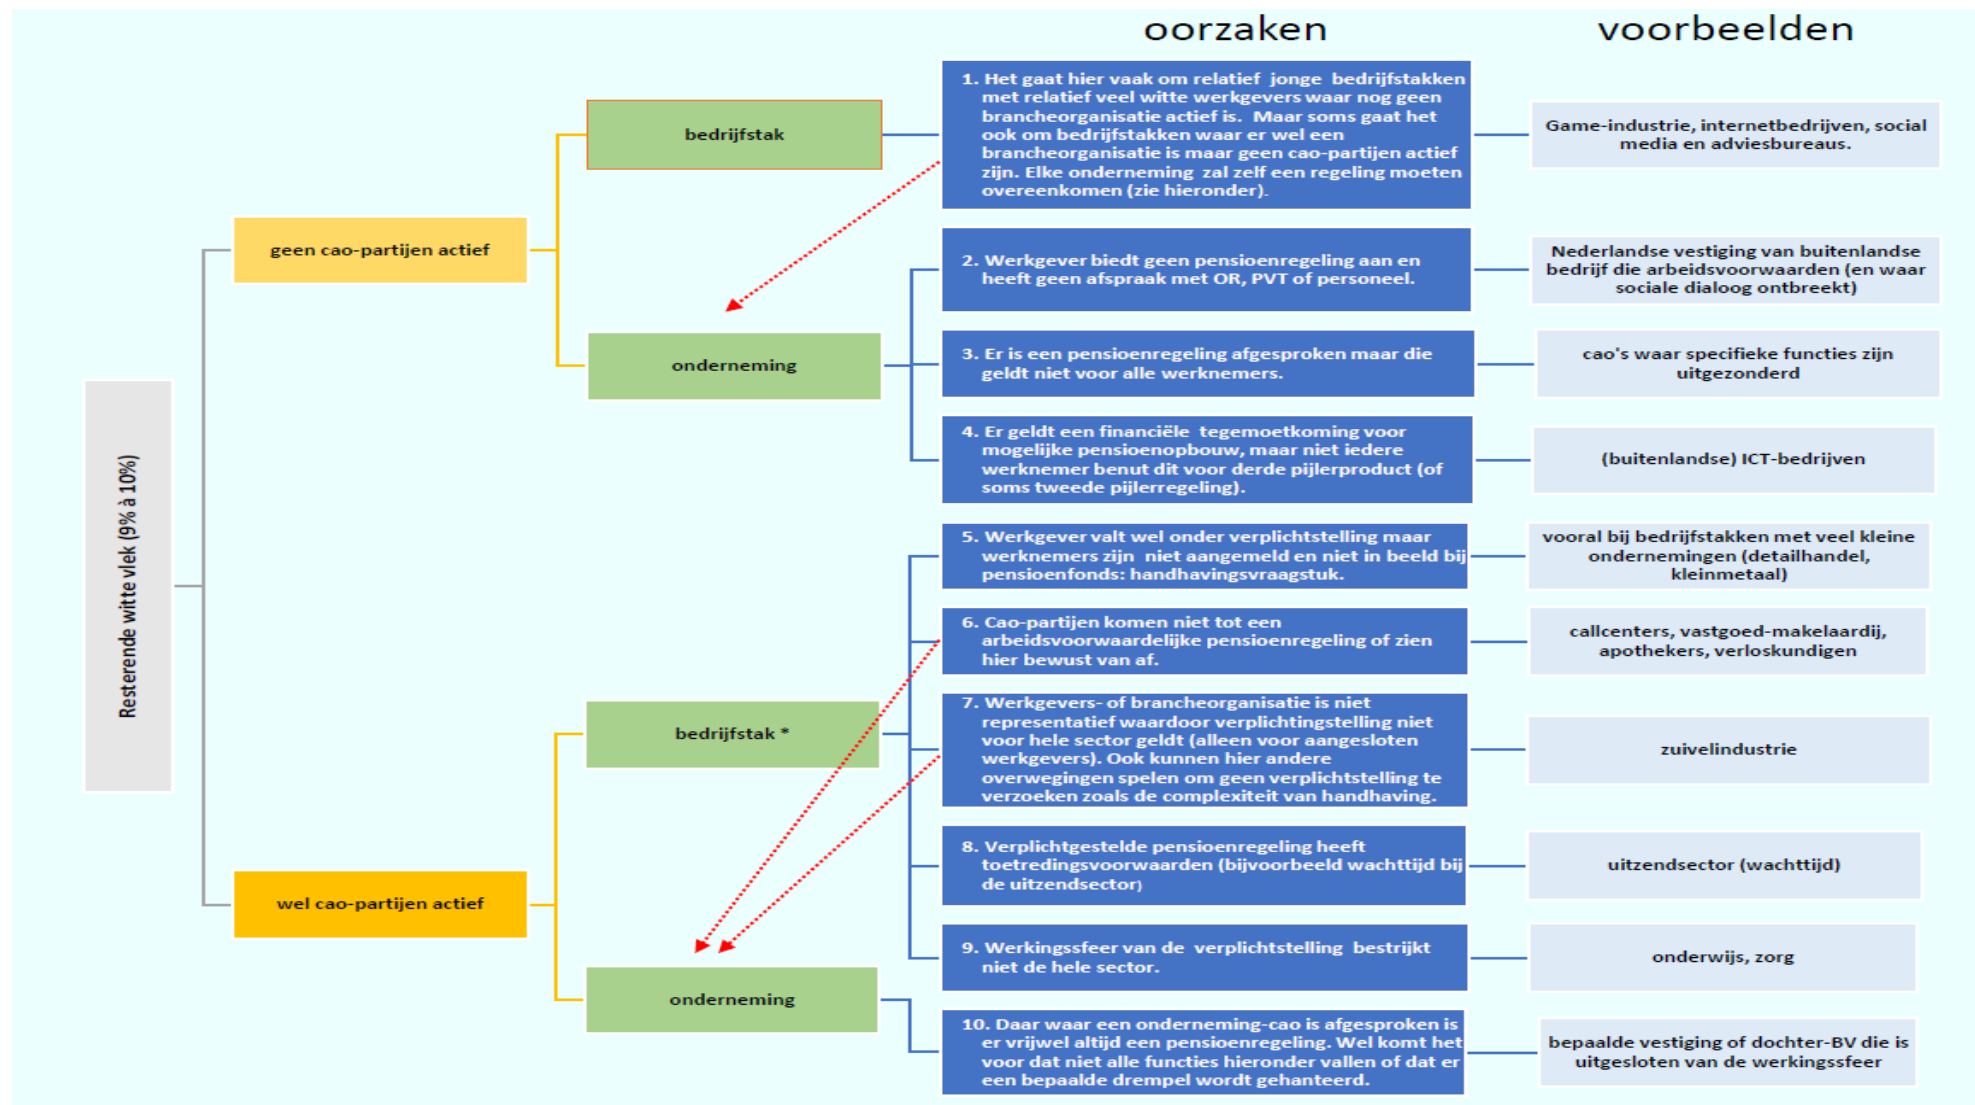 oorzaken
voorbeelden
Resterende witte vlek (9% à 10%)
geen cao-partijen actief
bedrijfstak
1. Het gaat hier vaak om relatief jonge bedrijfstakken
met relatief veel witte werkgevers waar nog geen
brancheorganisatie actief is. Maar soms gaat het
ook om bedrijfstakken waar er wel een
brancheorganisatie is maar geen cao-partijen actief
zijn. Elke onderneming zal zelf een regeling moeten
overeenkomen (zie hieronder).
Game-industrie, internetbedrijven, social
media en adviesbureaus.
onderneming
2. Werkgever biedt geen pensioenregeling aan en
heeft geen afspraak met OR, PVT of personeel.
Nederlandse vestiging van buitenlandse
bedrijf die arbeidsvoorwaarden (en waar
sociale dialoog ontbreekt)
3. Er is een pensioenregeling afgesproken maar die
geldt niet voor alle werknemers.
cao's waar specifieke functies zijn
uitgezonderd
4. Er geldt een financiële tegemoetkoming voor
mogelijke pensioenopbouw, maar niet iedere
werknemer benut dit voor derde pijlerproduct (of
soms tweede pijlerregeling).
(buitenlandse) ICT-bedrijven
wel cao-partijen actief
bedrijfstak *
5. Werkgever valt wel onder verplichtstelling maar
werknemers zijn niet aangemeld en niet in beeld bij
pensioenfonds: handhavingsvraagstuk.
vooral bij bedrijfstakken met veel kleine
ondernemingen (detailhandel,
kleinmetaal)
6. Cao-partijen komen niet tot een
arbeidsvoorwaardelijke pensioenregeling of zien
hier bewust van af.
callcenters, vastgoed-makelaardij,
apothekers, verloskundigen
7. Werkgevers- of brancheorganisatie is niet
representatief waardoor verplichtingstelling niet
voor hele sector geldt (alleen voor aangesloten
werkgevers). Ook kunnen hier andere
overwegingen spelen om geen verplichtstelling te
verzoeken zoals de complexiteit van handhaving.
zuivelindustrie
8. Verplichtgestelde pensioenregeling heeft
toetredingsvoorwaarden (bijvoorbeeld wachttijd bij
de uitzendsector)
uitzendsector (wachttijd)
9. Werkingssfeer van de verplichtstelling bestrijkt
niet de hele sector.
onderwijs, zorg
onderneming
10. Daar waar een onderneming-cao is afgesproken is
er vrijwel altijd een pensioenregeling. Wel komt het
voor dat niet alle functies hieronder vallen of dat er
een bepaalde drempel wordt gehanteerd.
bepaalde vestiging of dochter-BV die is
uitgesloten van de werkingssfeer